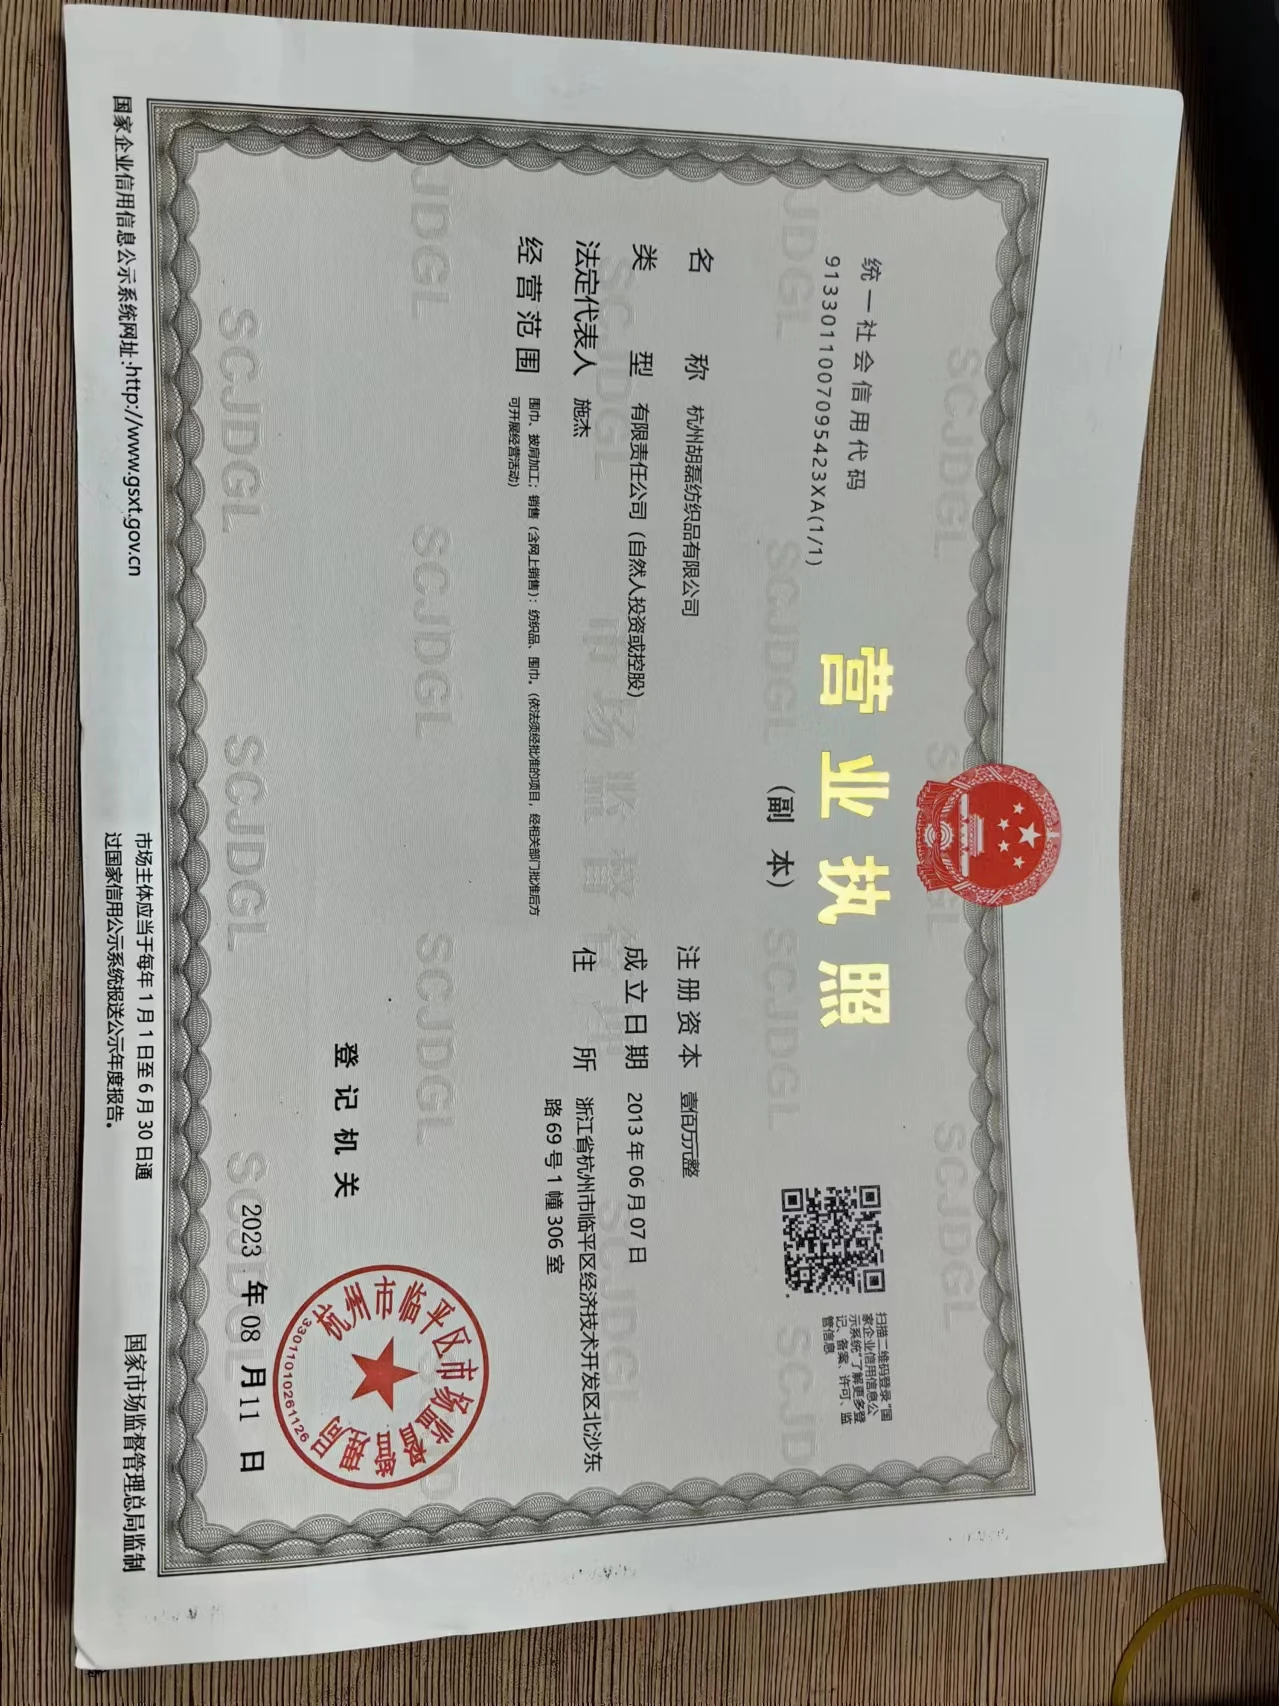 统一社会信用代码
91330110070954​23XA(1/1)
营业执照
（副 本）
扫描二维码登录“国
家企业信用信息公
示系统”了解更多登
记、备案、许可、监
管信息
名 称 杭州胡磊纺织品有限公司
类 型 有限责任公司（自然人投资或控股）
法定代表人 施杰
经营范围 围巾、披肩加工；销售（含网上销售）：纺织品、围巾。（依法须经批准的项目，经相关部门批准后方
可开展经营活动）
注册资本 壹佰万元整
成立日期 2013年06月07日
住 所 浙江省杭州市临平区经济技术开发区北沙东
路69号1幢306室
登记机关
杭州市临平区市场监督管理局
33011010261126
2023 年 08 月 11 日
国家企业信用信息公示系统网址:http://www.gsxt.gov.cn
市场主体应当于每年1月1日至6月30日通
过国家信用公示系统报送公示年度报告。
国家市场监督管理总局监制
SCJDGL
市场监督管理